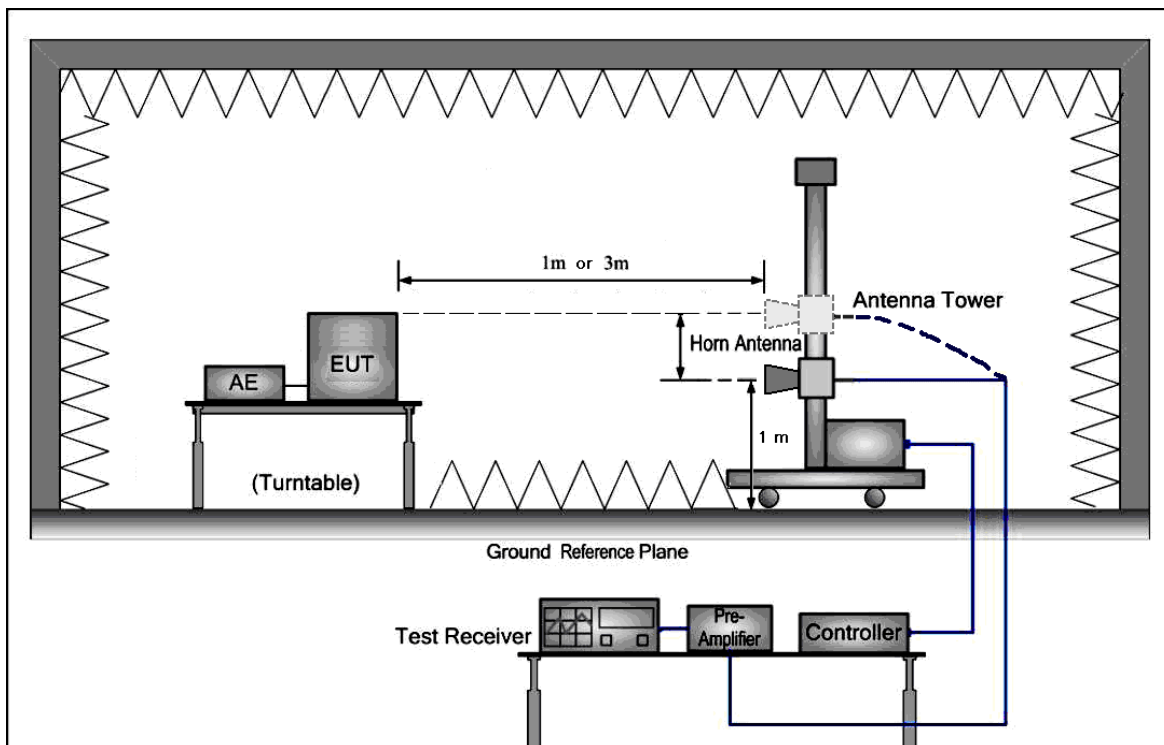 1m or 3m
Antenna Tower
Horn Antenna
EUT
AE
1 m
(Turntable)
Ground Reference Plane
Test Receiver
Pre-
Amplifier
Controller